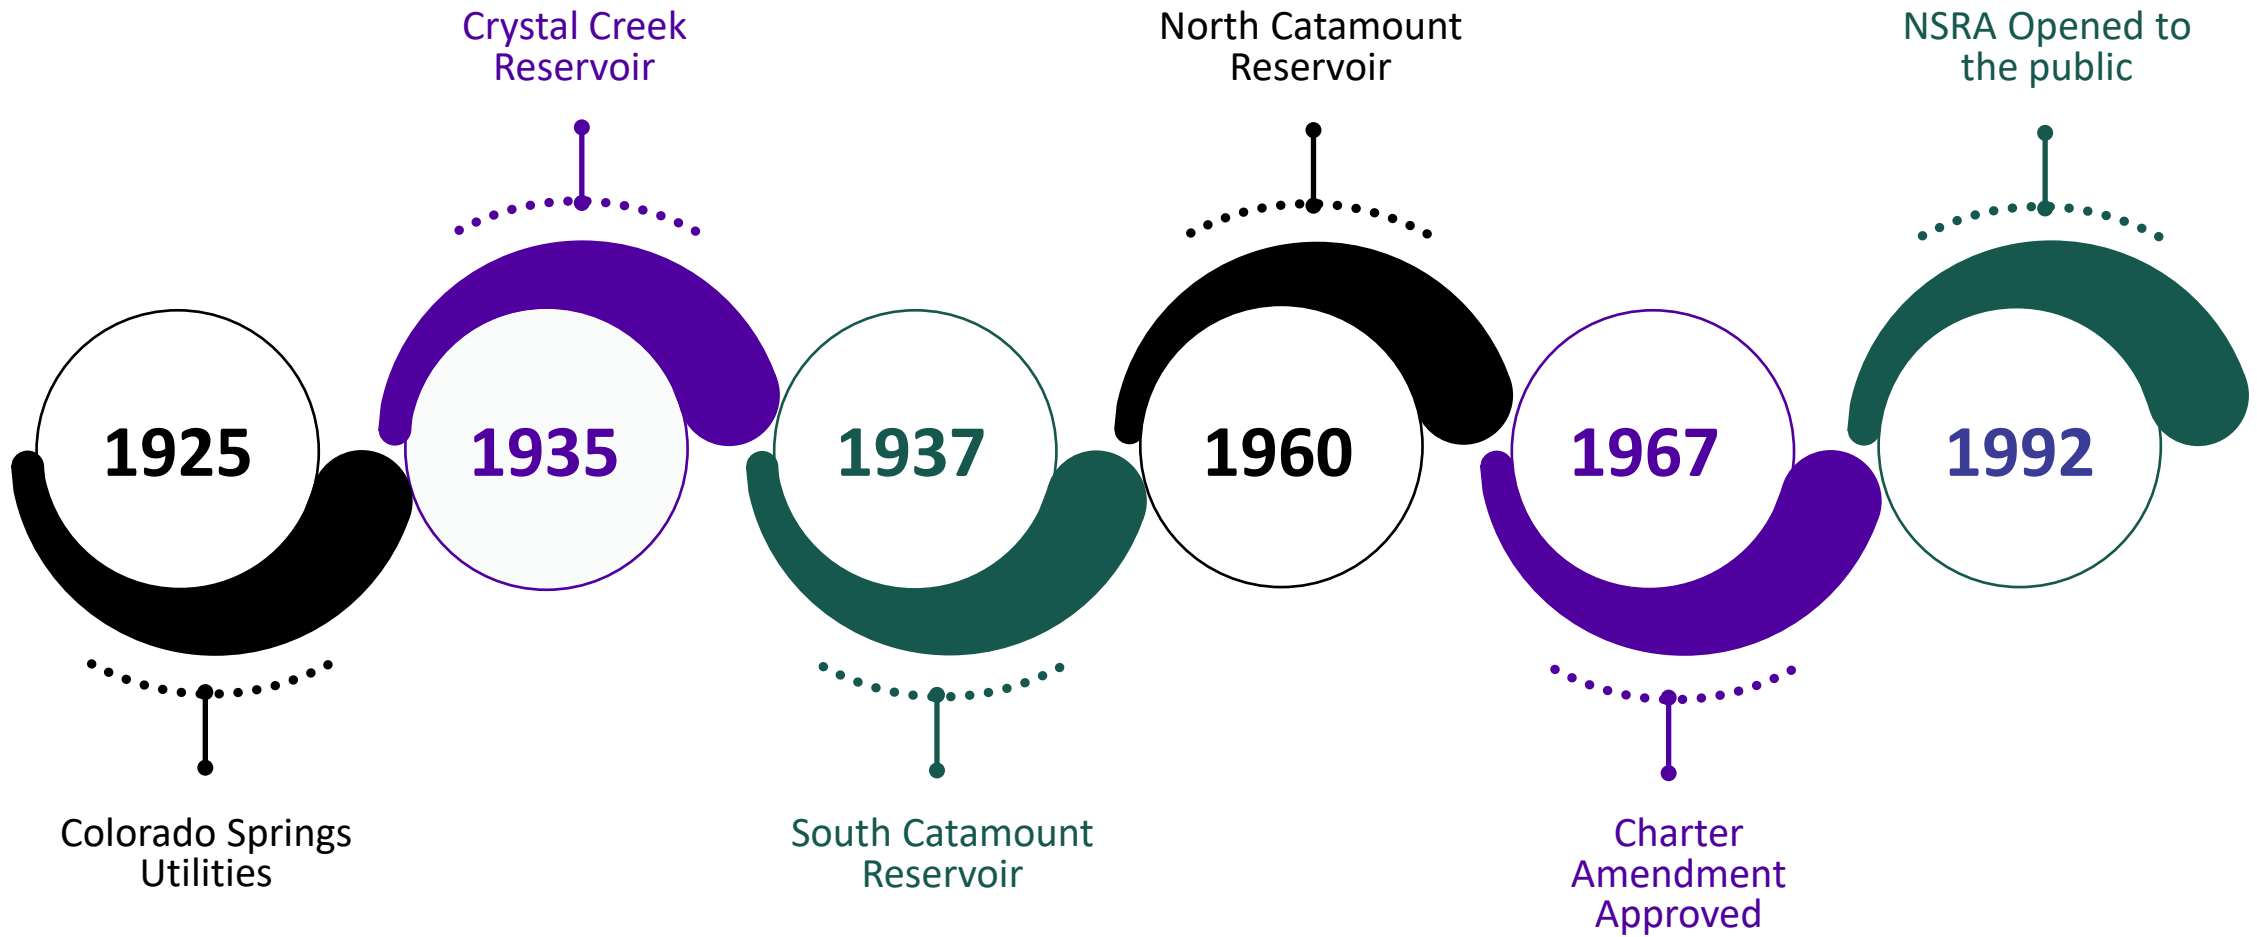 Crystal Creek
Reservoir
North Catamount
Reservoir
NSRA Opened to
the public
1925
1935
1937
1960
1967
1992
Colorado Springs
Utilities
South Catamount
Reservoir
Charter
Amendment
Approved